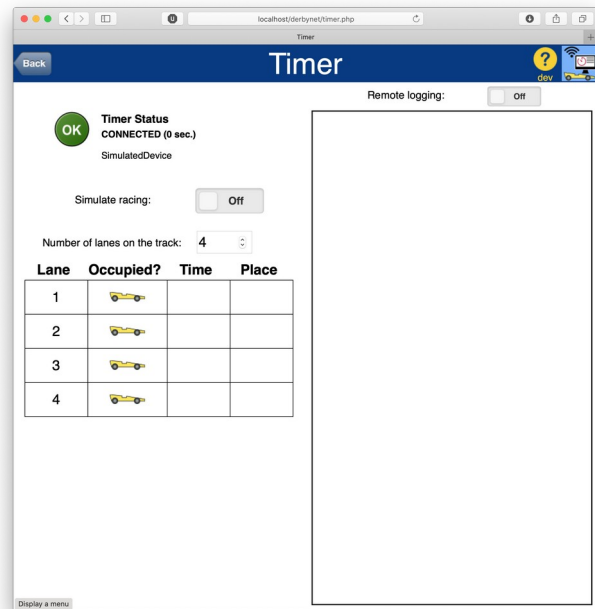 localhost/derbynet/timer.php
Timer
Back
Timer
?
dev
Remote logging:
Off
OK
Timer Status
CONNECTED (0 sec.)
SimulatedDevice
Simulate racing:
Off
Number of lanes on the track:
4
Lane Occupied? Time Place
1
2
3
4
Display a menu